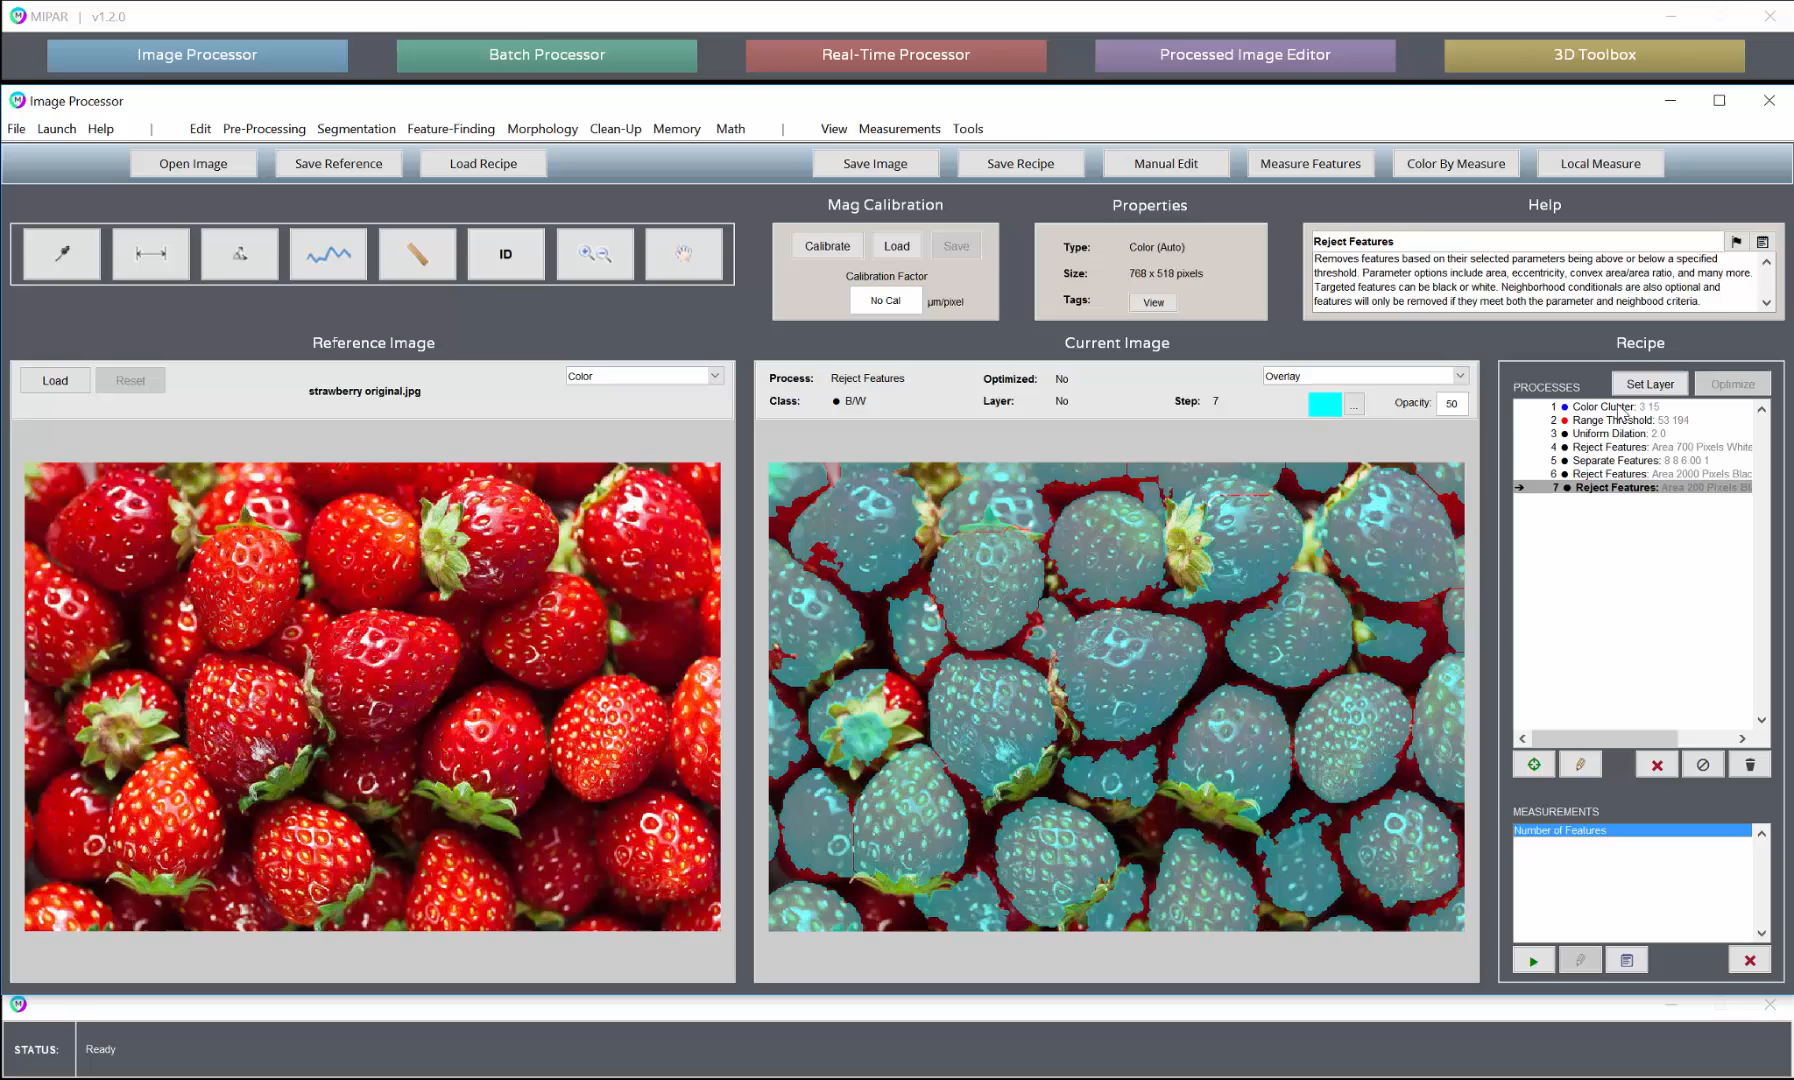 MIPAR | v1.2.0
Image Processor
Batch Processor
Real-Time Processor
Processed Image Editor
3D Toolbox
Image Processor
File Launch Help | Edit Pre-Processing Segmentation Feature-Finding Morphology Clean-Up Memory Math | View Measurements Tools
Open Image
Save Reference
Load Recipe
Save Image
Save Recipe
Manual Edit
Measure Features
Color By Measure
Local Measure
ID
Mag Calibration
Calibrate
Load
Save
Calibration Factor
No Cal
µm/pixel
Properties
Type: Color (Auto)
Size: 768 x 518 pixels
Tags: View
Help
Reject Features
Removes features based on their selected parameters being above or below a specified
threshold. Parameter options include area, eccentricity, convex area/area ratio, and many more.
Targeted features can be black or white. Neighborhood conditionals are also optional and
features will only be removed if they meet both the parameter and neighbood criteria.
Reference Image
Load
Reset
strawberry original.jpg
Color
Current Image
Process: Reject Features
Optimized: No
Overlay
Class: B/W
Layer: No
Step: 7
...
Opacity: 50
Recipe
PROCESSES
Set Layer
Optimize
1 Color Cluster: 3 15
2 Range Threshold: 53 194
3 Uniform Dilation: 2 0
4 Reject Features: Area 700 Pixels White
5 Separate Features: 8 8 6.00 1
6 Reject Features: Area 2000 Pixels Blac
7 Reject Features: Area 200 Pixels Bl
MEASUREMENTS
Number of Features
STATUS: Ready